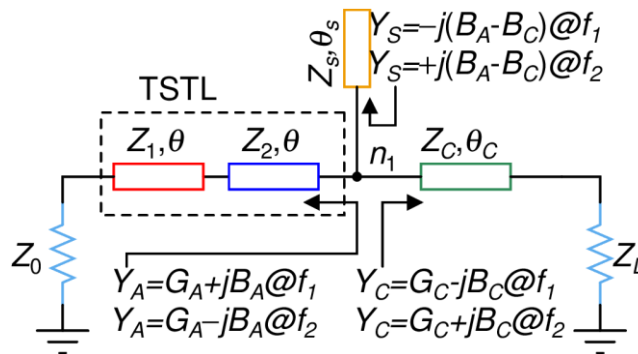 Z_s,θ_s
Y_S=–j(B_A-B_C)@f_1
Y_S=+j(B_A-B_C)@f_2
TSTL
Z_1,θ
Z_2,θ
n_1
Z_C,θ_C
Z_0
Z_L
Y_A=G_A+jB_A@f_1
Y_A=G_A–jB_A@f_2
Y_C=G_C-jB_C@f_1
Y_C=G_C+jB_C@f_2